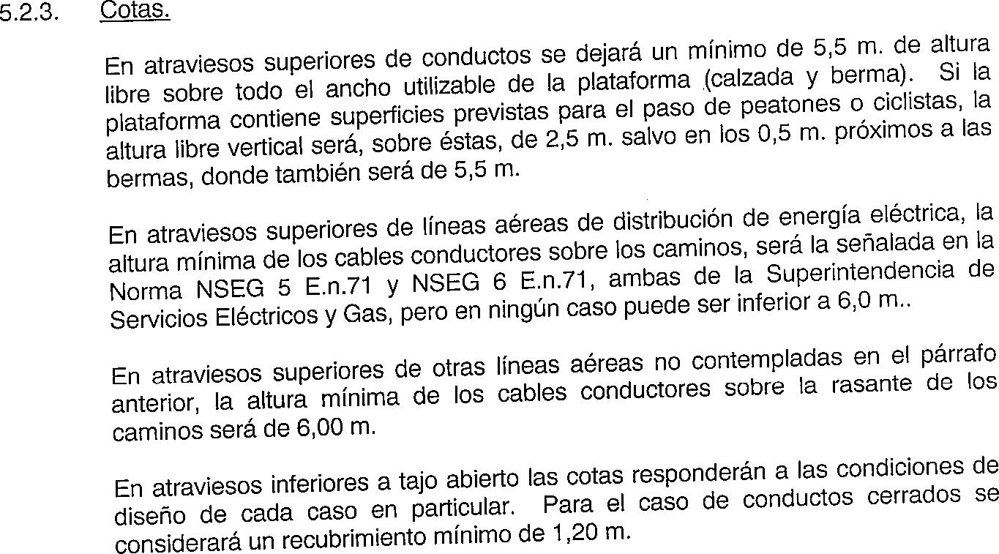 5.2.3. Cotas.
En atraviesos superiores de conductos se dejará un mínimo de 5,5 m. de altura
libre sobre todo el ancho utilizable de la plataforma (calzada y berma). Si la
plataforma contiene superficies previstas para el paso de peatones o ciclistas, la
altura libre vertical será, sobre éstas, de 2,5 m. salvo en los 0,5 m. próximos a las
bermas, donde también será de 5,5 m.
En atraviesos superiores de líneas aéreas de distribución de energía eléctrica, la
altura mínima de los cables conductores sobre los caminos, será la señalada en la
Norma NSEG 5 E.n.71 y NSEG 6 E.n.71, ambas de la Superintendencia de
Servicios Eléctricos y Gas, pero en ningún caso puede ser inferior a 6,0 m..
En atraviesos superiores de otras líneas aéreas no contempladas en el párrafo
anterior, la altura mínima de los cables conductores sobre la rasante de los
caminos será de 6,00 m.
En atraviesos inferiores a tajo abierto las cotas responderán a las condiciones de
diseño de cada caso en particular. Para el caso de conductos cerrados se
considerará un recubrimiento mínimo de 1,20 m.